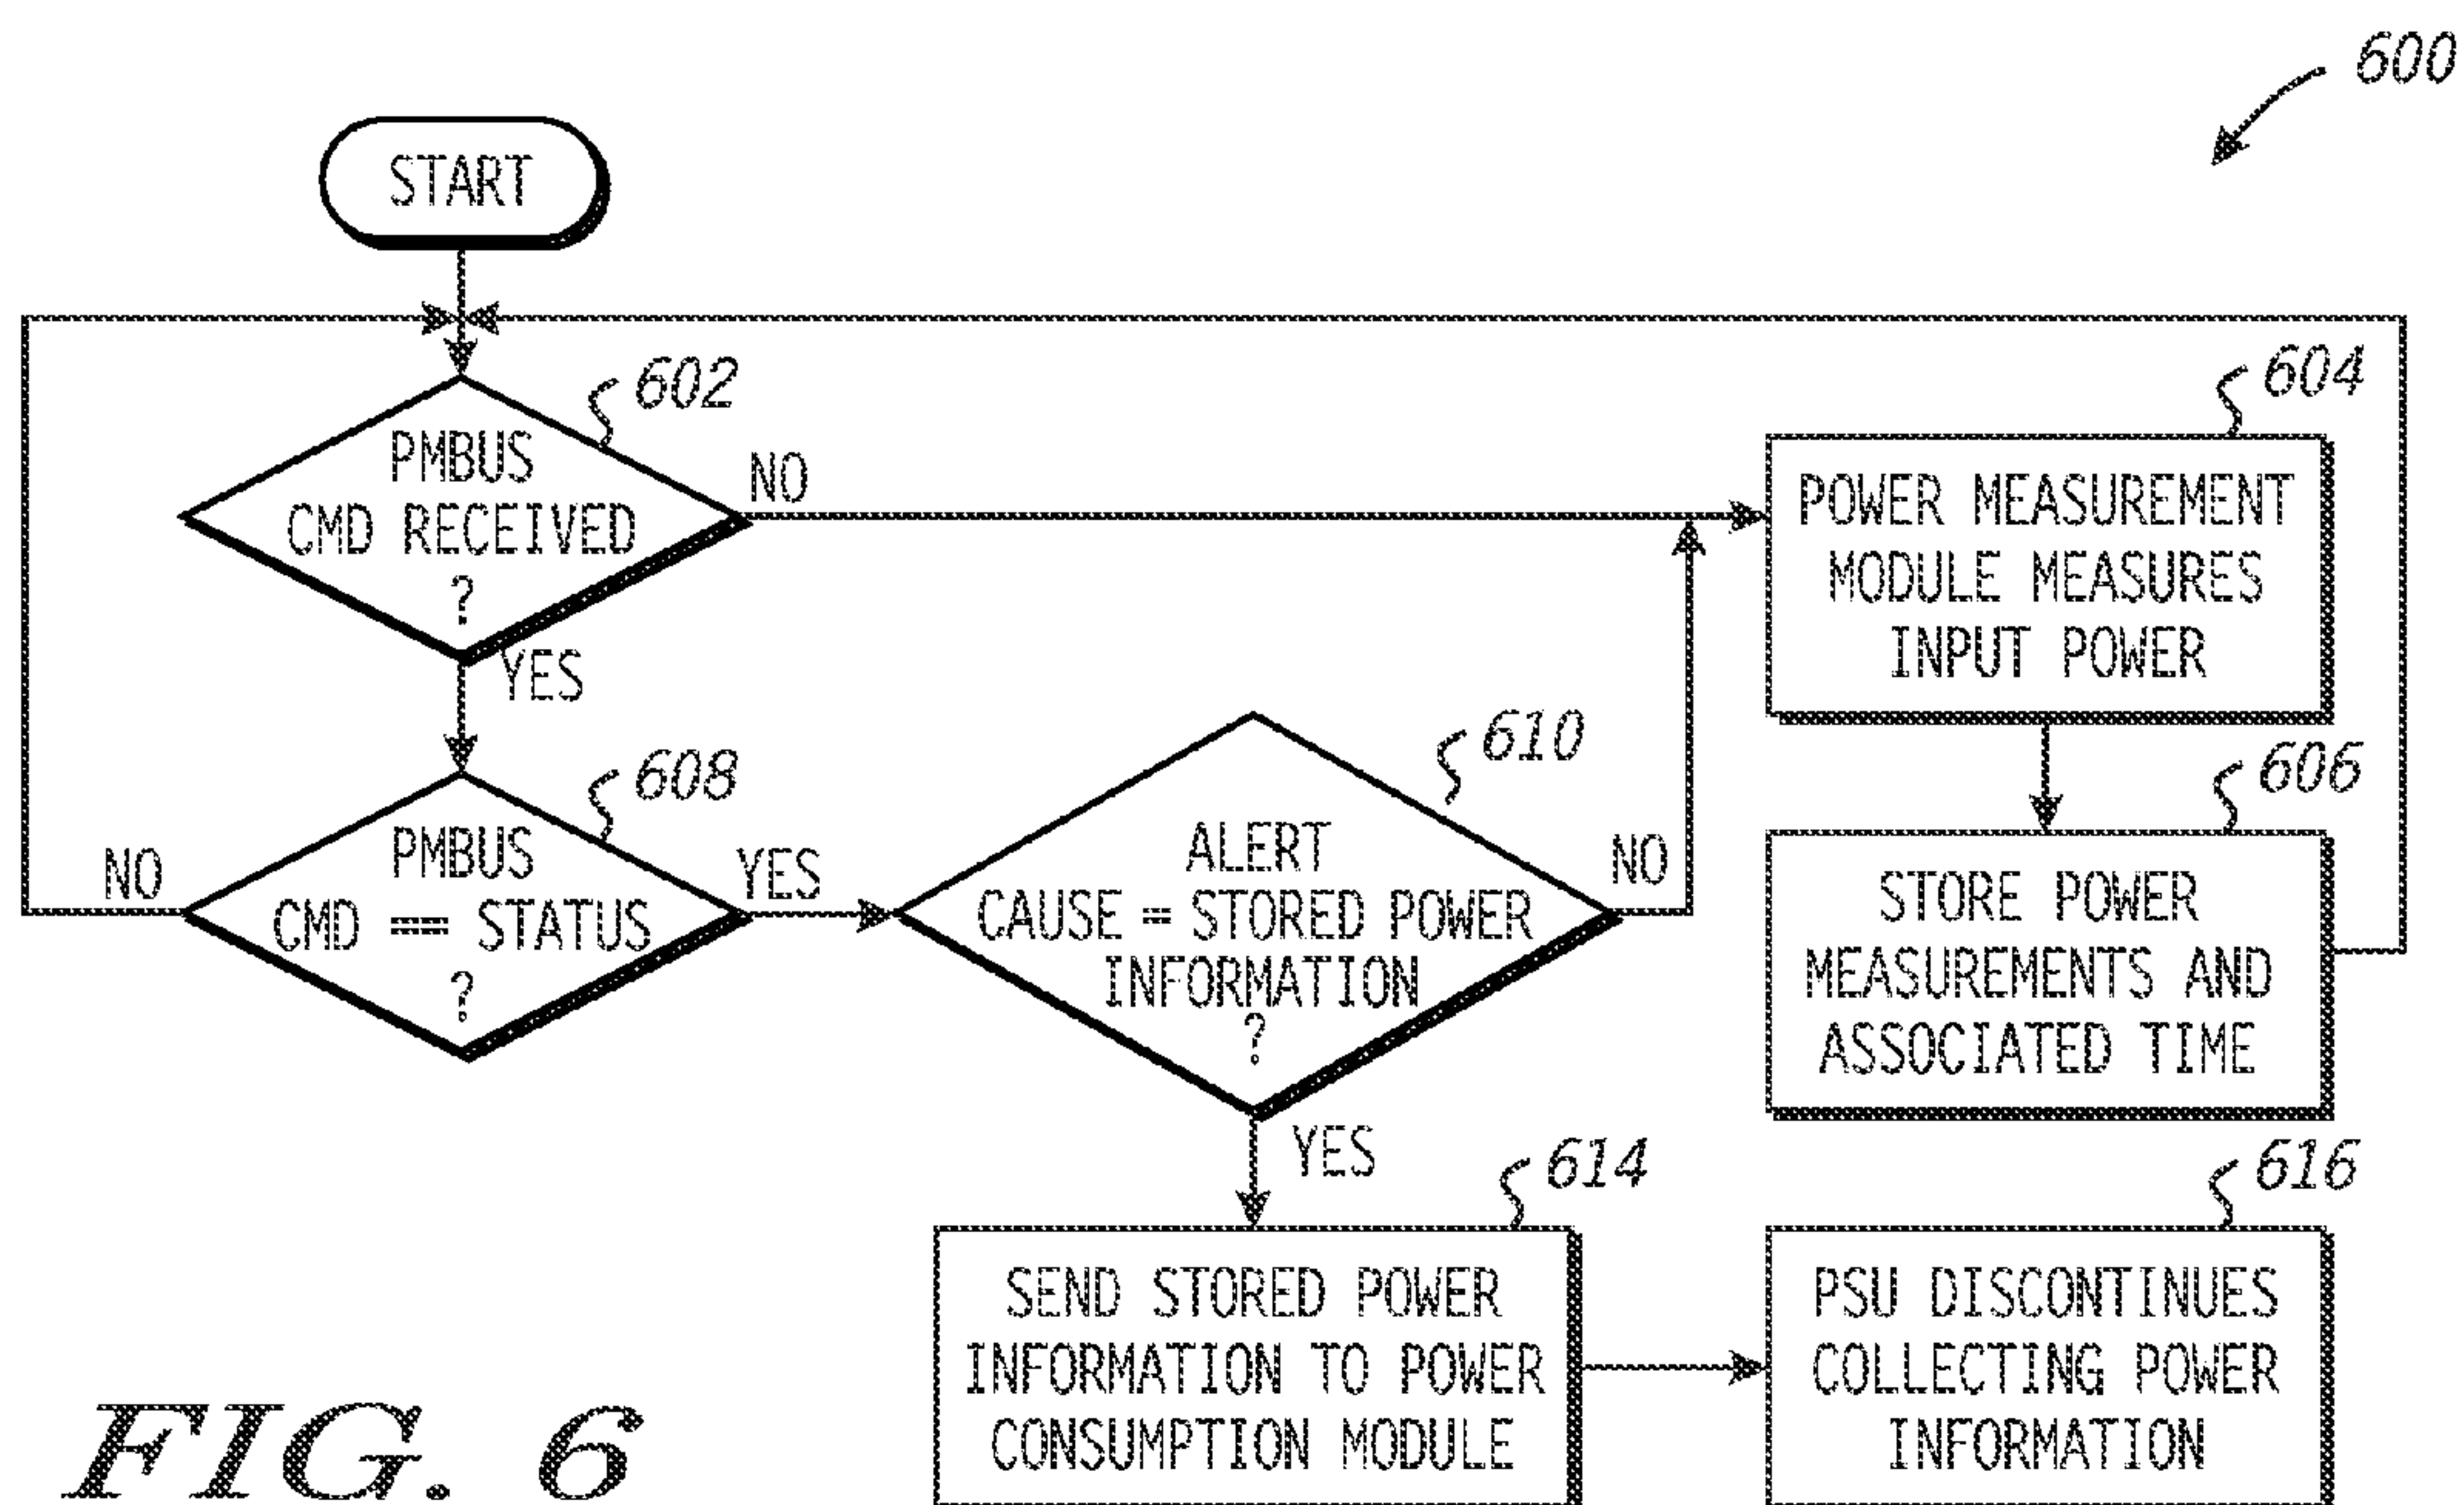 600
START
602
PMBUS
CMD RECEIVED
?
NO
YES
604
POWER MEASUREMENT
MODULE MEASURES
INPUT POWER
608
PMBUS
CMD == STATUS
?
NO
YES
610
ALERT
CAUSE = STORED POWER
INFORMATION
?
NO
YES
606
STORE POWER
MEASUREMENTS AND
ASSOCIATED TIME
614
SEND STORED POWER
INFORMATION TO POWER
CONSUMPTION MODULE
616
PSU DISCONTINUES
COLLECTING POWER
INFORMATION
FIG. 6